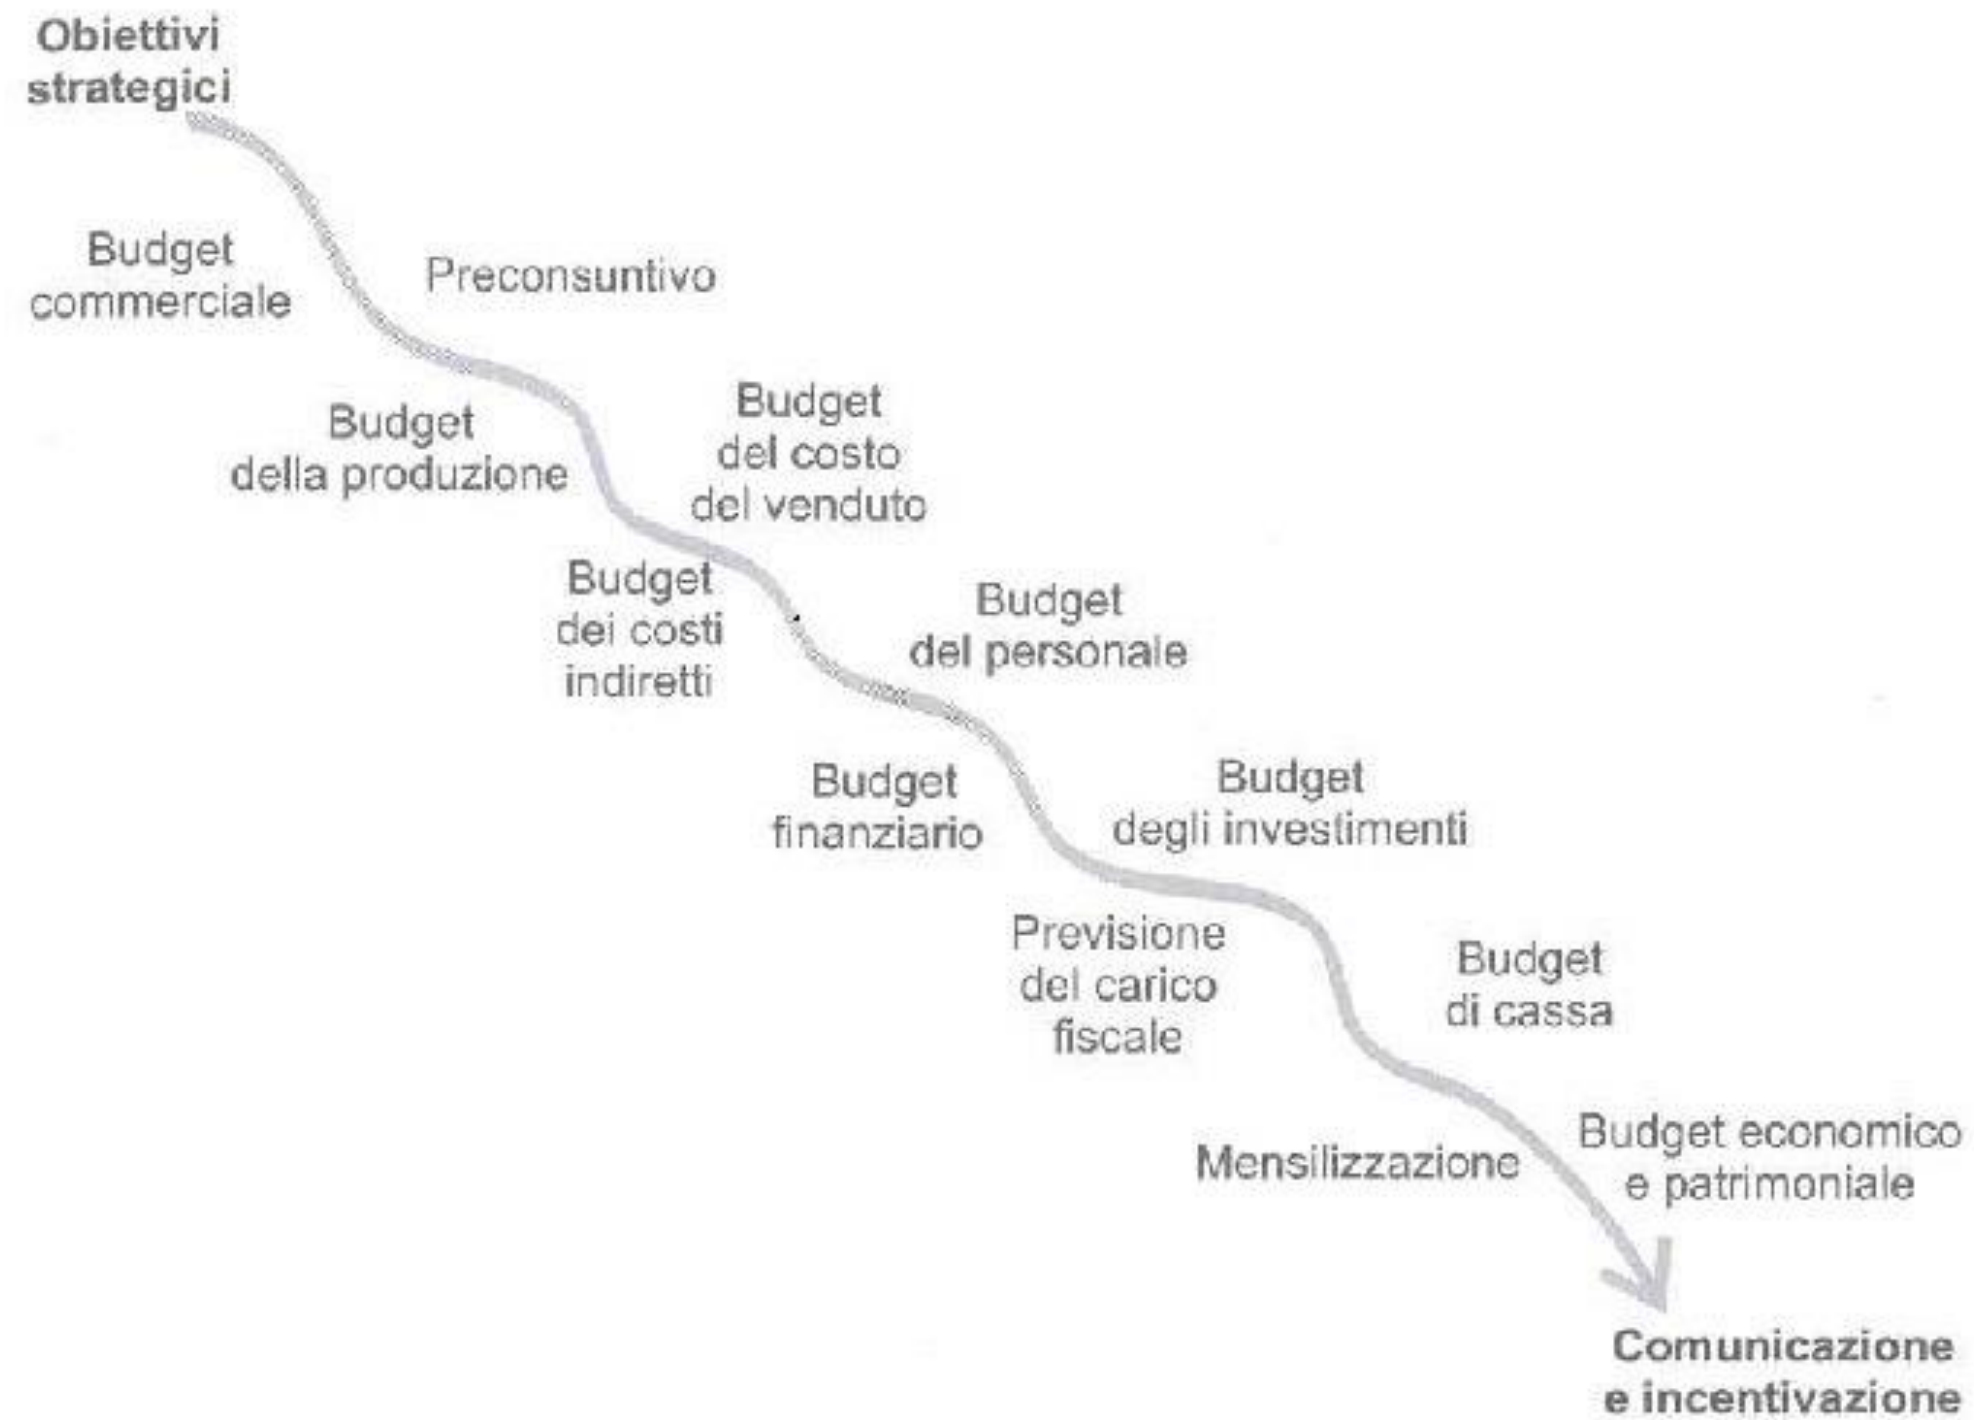 Obiettivi
strategici
Budget
commerciale
Preconsuntivo
Budget
della produzione
Budget
del costo
del venduto
Budget
dei costi
indiretti
Budget
del personale
Budget
finanziario
Budget
degli investimenti
Previsione
del carico
fiscale
Budget
di cassa
Mensilizzazione
Budget economico
e patrimoniale
Comunicazione
e incentivazione